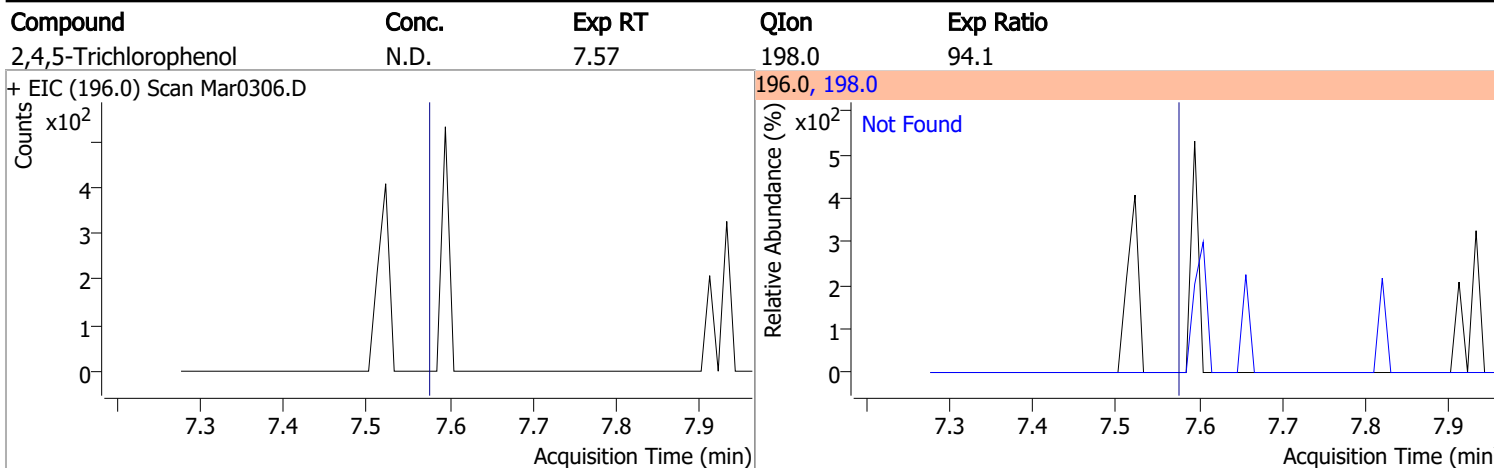 Compound Conc. Exp RT QIon Exp Ratio
2,4,5-Trichlorophenol N.D. 7.57 198.0 94.1
+ EIC (196.0) Scan Mar0306.D
Counts
x10²
4
3
2
1
0
7.3 7.4 7.5 7.6 7.7 7.8 7.9
Acquisition Time (min)
196.0, 198.0
Relative Abundance (%)
x10²
Not Found
5
4
3
2
1
0
7.3 7.4 7.5 7.6 7.7 7.8 7.9
Acquisition Time (min